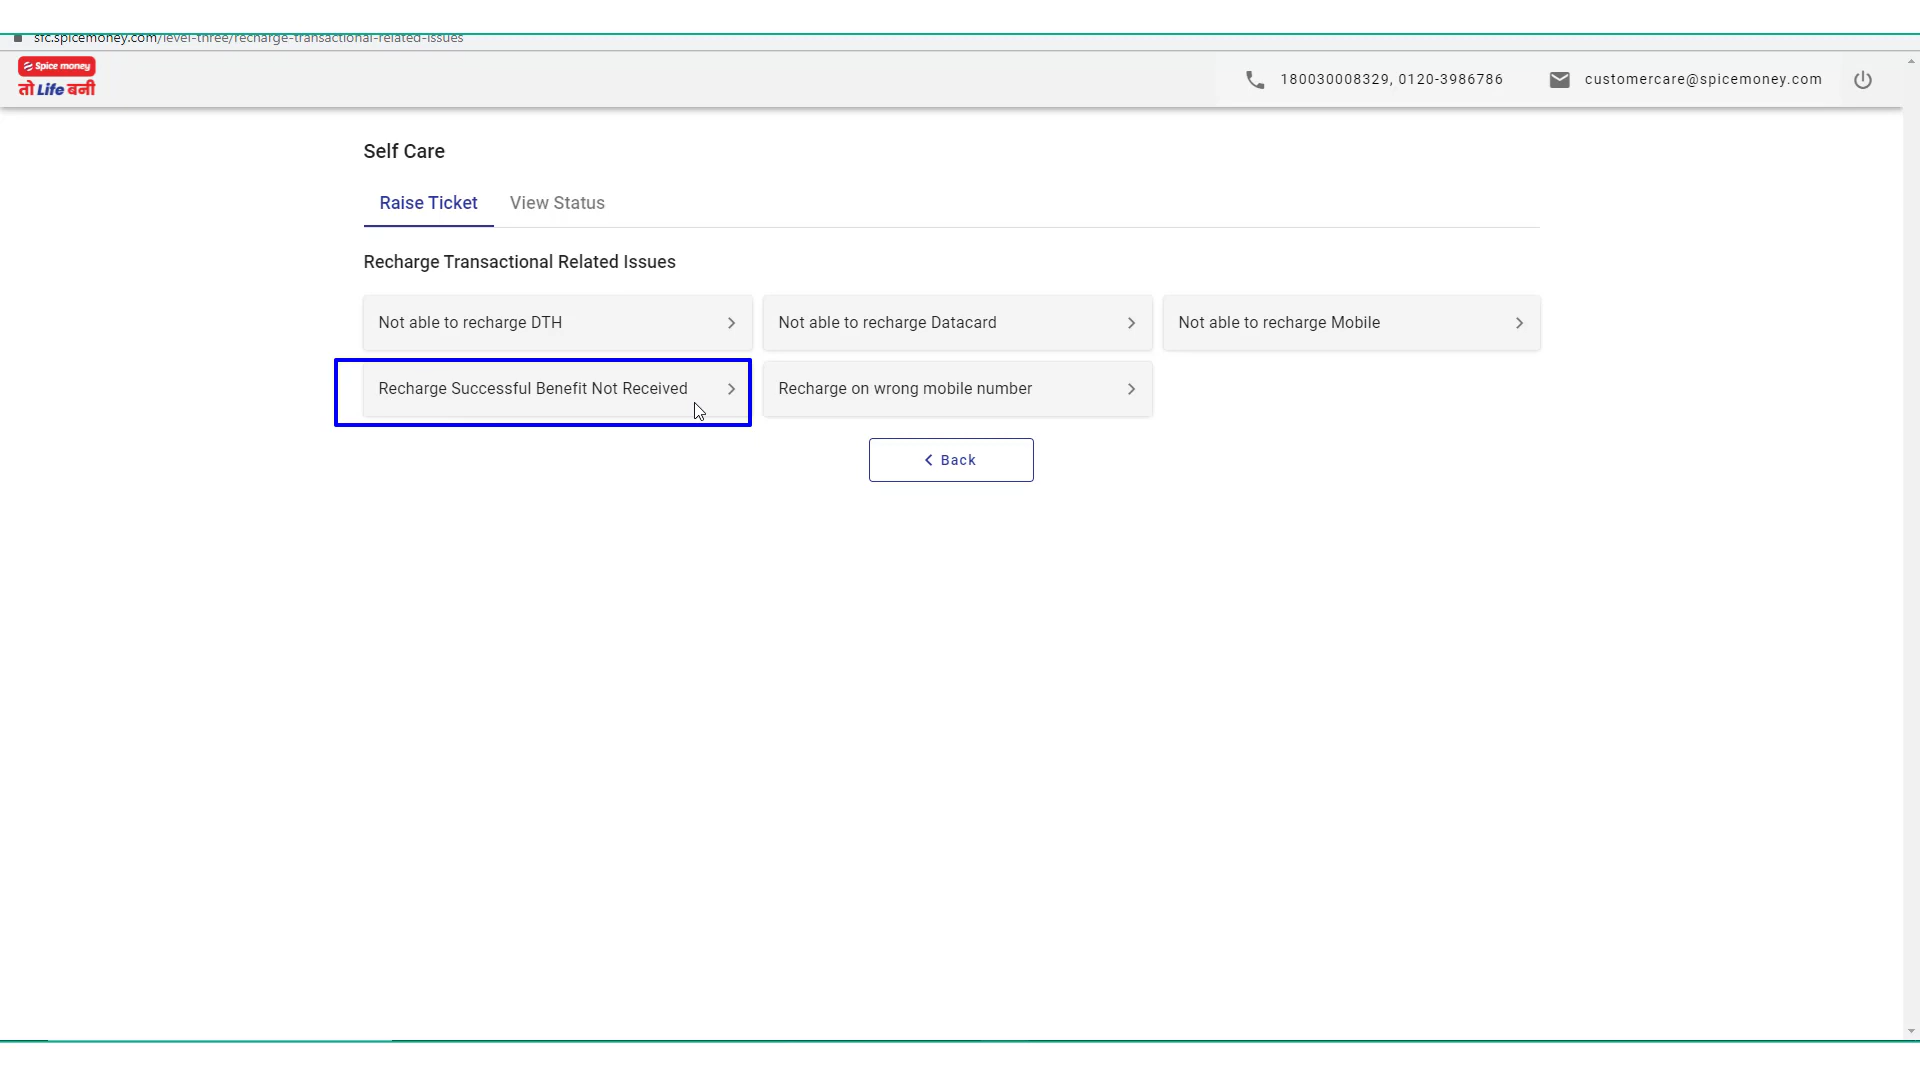 sfc.spicemoney.com/level-three/recharge-transactional-related-issues
Spice money
तो Life बनी
180030008329, 0120-3986786
customercare@spicemoney.com
Self Care
Raise Ticket
View Status
Recharge Transactional Related Issues
Not able to recharge DTH
Not able to recharge Datacard
Not able to recharge Mobile
Recharge Successful Benefit Not Received
Recharge on wrong mobile number
Back